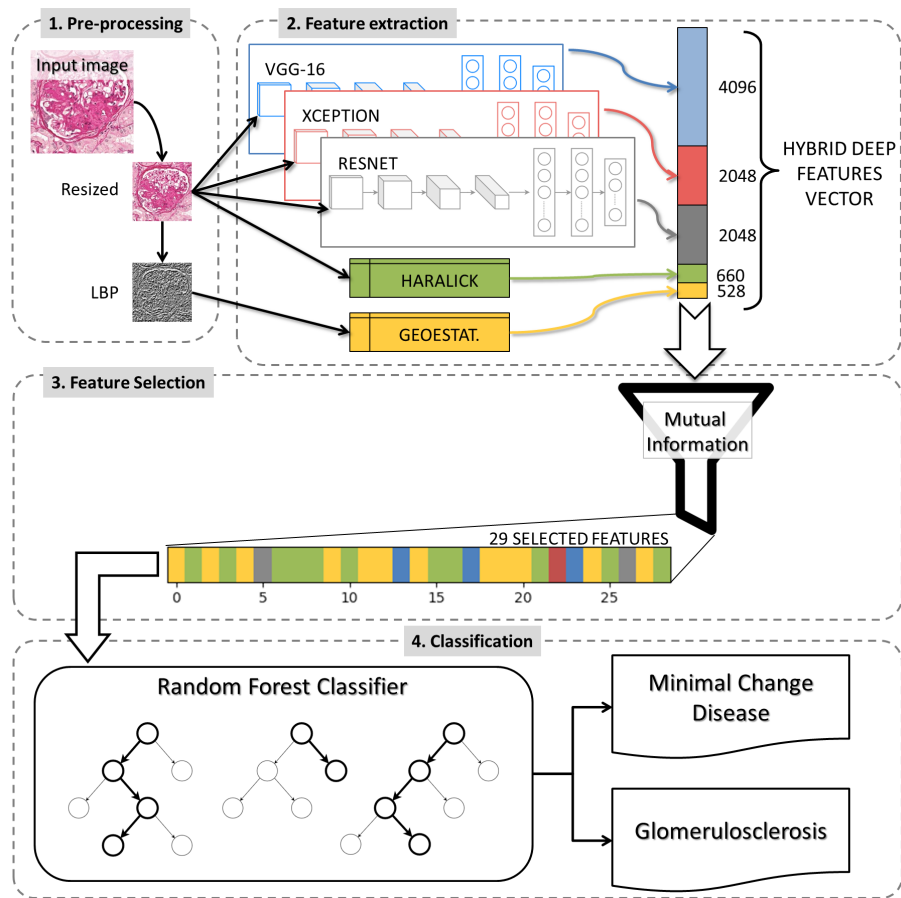 1. Pre-processing
Input image
Resized
LBP
2. Feature extraction
VGG-16
XCEPTION
RESNET
HARALICK
GEOESTAT.
4096
2048
2048
660
528
HYBRID DEEP
FEATURES
VECTOR
3. Feature Selection
Mutual
Information
29 SELECTED FEATURES
0 5 10 15 20 25
4. Classification
Random Forest Classifier
Minimal Change
Disease
Glomerulosclerosis